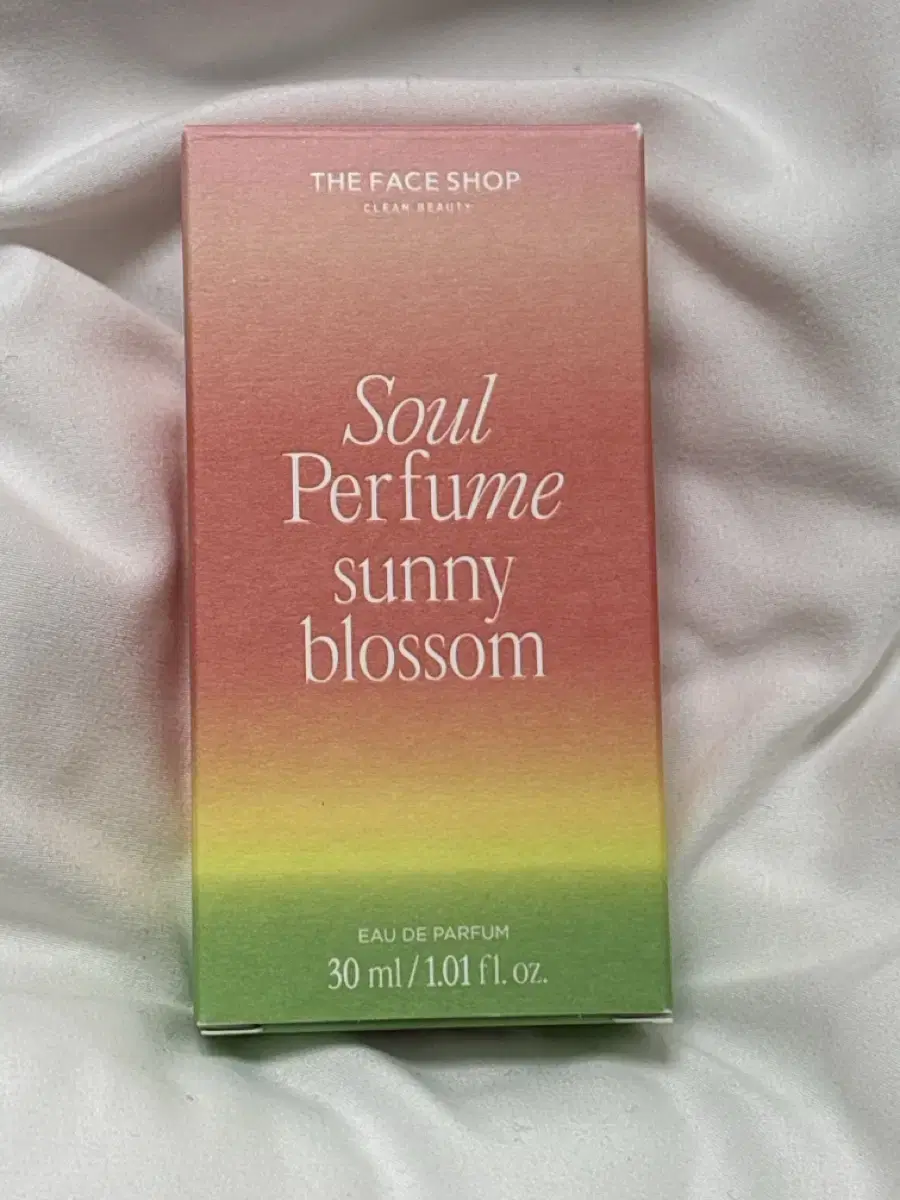 THE FACE SHOP
CLEAN BEAUTY
Soul
Perfume
sunny
blossom
EAU DE PARFUM
30 ml / 1.01 fl. oz.